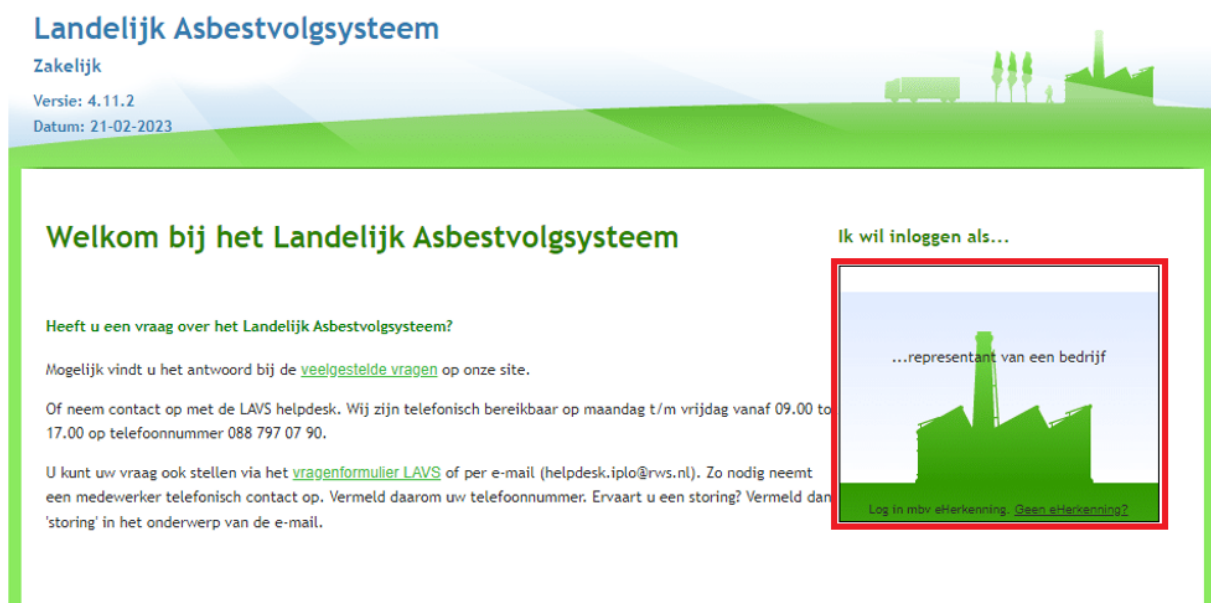 Landelijk Asbestvolgsysteem
Zakelijk
Versie: 4.11.2
Datum: 21-02-2023
Welkom bij het Landelijk Asbestvolgsysteem
Heeft u een vraag over het Landelijk Asbestvolgsysteem?
Mogelijk vindt u het antwoord bij de veelgestelde vragen op onze site.
Of neem contact op met de LAVS helpdesk. Wij zijn telefonisch bereikbaar op maandag t/m vrijdag vanaf 09.00 to
17.00 op telefoonnummer 088 797 07 90.
U kunt uw vraag ook stellen via het vragenformulier LAVS of per e-mail (helpdesk.iplo@rws.nl). Zo nodig neemt
een medewerker telefonisch contact op. Vermeld daarom uw telefoonnummer. Ervaart u een storing? Vermeld dan
'storing' in het onderwerp van de e-mail.
Ik wil inloggen als...
...representant van een bedrijf
Log in mbv eHerkenning. Geen eHerkenning?